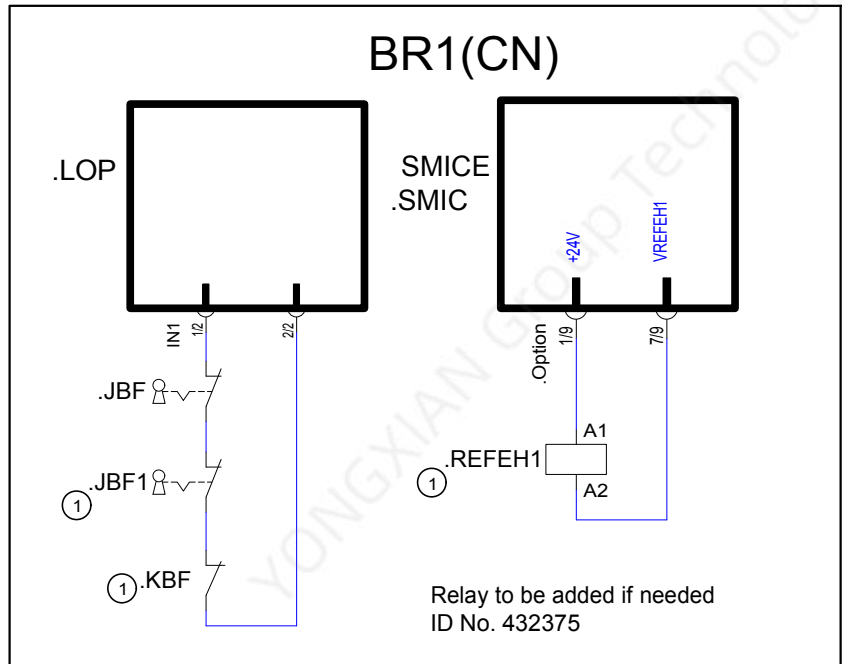 BR1(CN)
.LOP
IN1
1/2
2/2
.JBF
1 .JBF1
1 .KBF
SMICE
.SMIC
+24V
VREFEH1
.Option
1/9
7/9
A1
1 .REFEH1
A2
Relay to be added if needed
ID No. 432375
YONGXIAN Group Technolo